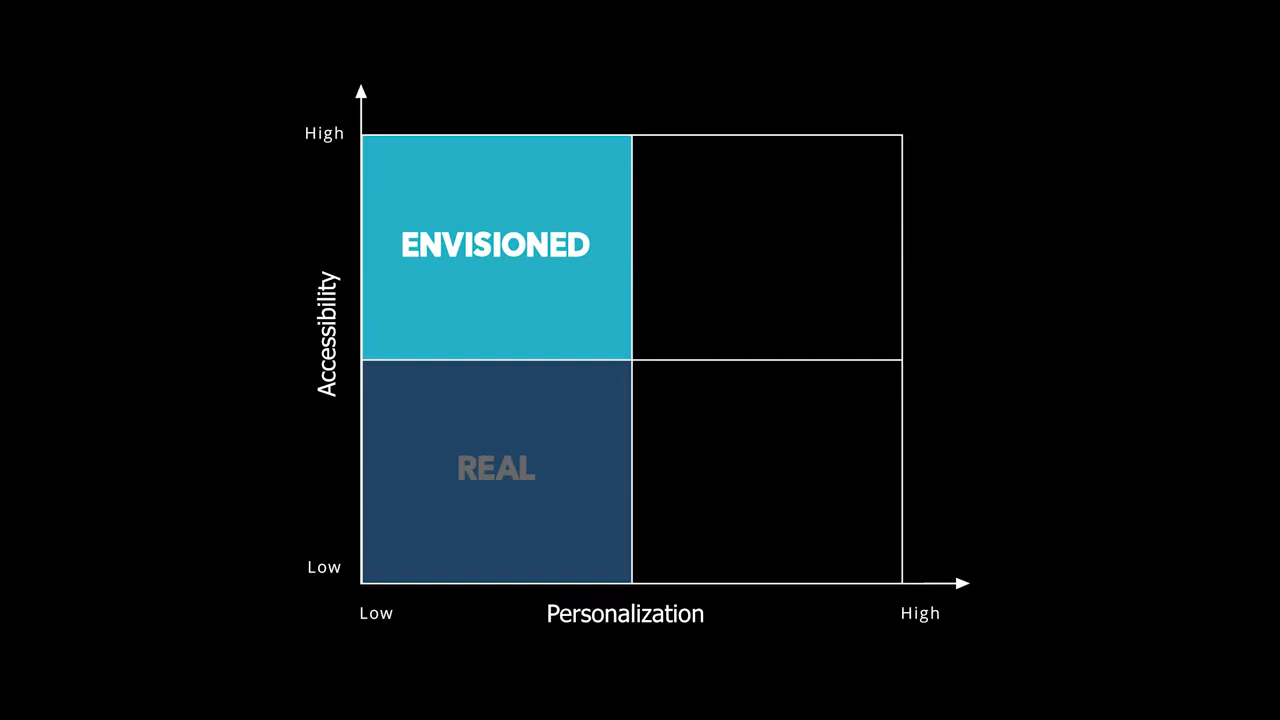 High
ENVISIONED
Accessibility
REAL
Low
Low
Personalization
High